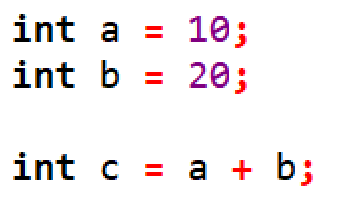 int a = 10;
int b = 20;
int c = a + b;